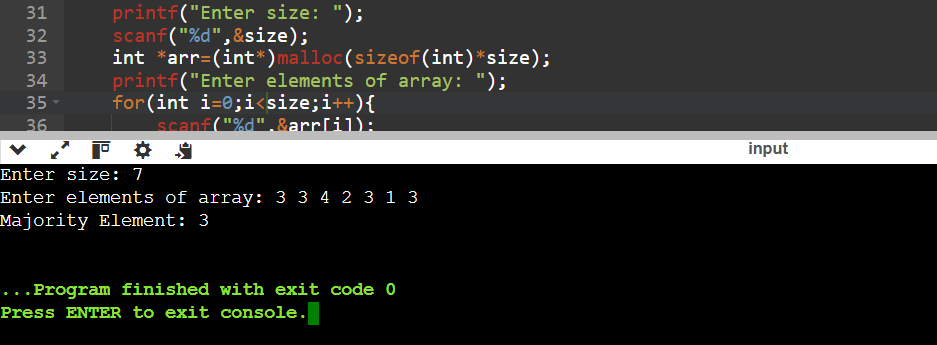 31 printf("Enter size: ");
32 scanf("%d",&size);
33 int *arr=(int*)malloc(sizeof(int)*size);
34 printf("Enter elements of array: ");
35 for(int i=0;i<size;i++){
36 scanf("%d",&arr[i]);
input
Enter size: 7
Enter elements of array: 3 3 4 2 3 1 3
Majority Element: 3
...Program finished with exit code 0
Press ENTER to exit console.